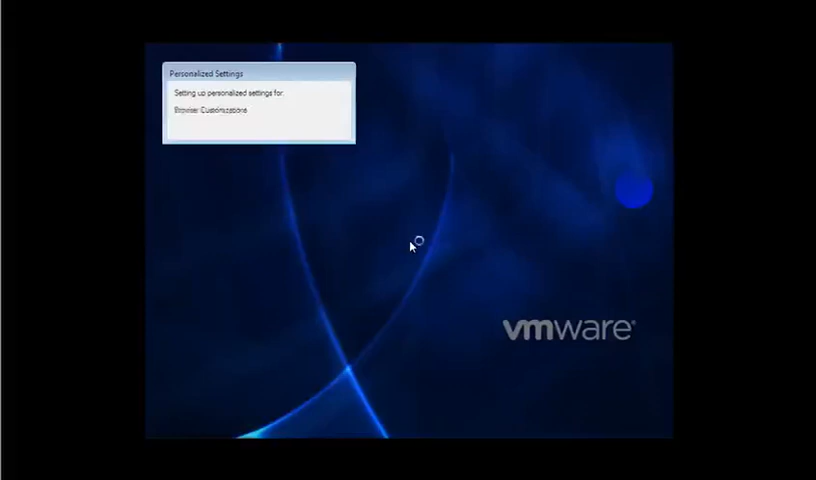 Personalized Settings
Setting up personalized settings for:
Browser Customizations
vmware®